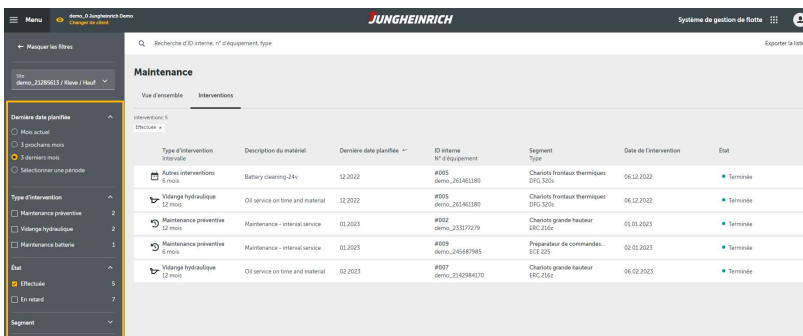 Menu
demo_0 Jungheinrich Demo
Changer de client
JUNGHEINRICH
Système de gestion de flotte
← Masquer les filtres
Recherche d'ID interne, n° d'équipement, type
Exporter la liste
Site
demo_21285613 / Kleve / Hauf
Maintenance
Vue d'ensemble Interventions
Interventions: 5
Effectuée ×
Dernière date planifiée
Mois actuel
3 prochains mois
3 derniers mois
Sélectionner une période
Type d'intervention
Maintenance préventive 2
Vidange hydraulique 2
Maintenance batterie 1
État
Effectuée 5
En retard 7
Segment
Type d'intervention Description du matériel Dernière date planifiée ID interne Segment Date de l'intervention État
Intervalle N° d'équipement Type
Autres interventions Battery cleaning-24v 12.2022 #005 Chariots frontaux thermiques 06.12.2022 Terminée
6 mois demo_261461180 DFG 320s
Vidange hydraulique Oil service on time and material 12.2022 #005 Chariots frontaux thermiques 06.12.2022 Terminée
12 mois demo_261461180 DFG 320s
Maintenance préventive Maintenance - interval service 01.2023 #002 Chariots grande hauteur 01.01.2023 Terminée
12 mois demo_233177279 ERC 216z
Maintenance préventive Maintenance - interval service 01.2023 #009 Préparateur de commandes... 02.01.2023 Terminée
6 mois demo_245687985 ECE 225
Vidange hydraulique Oil service on time and material 02.2023 #007 Chariots grande hauteur 06.02.2023 Terminée
12 mois demo_2142984170 ERC 216z